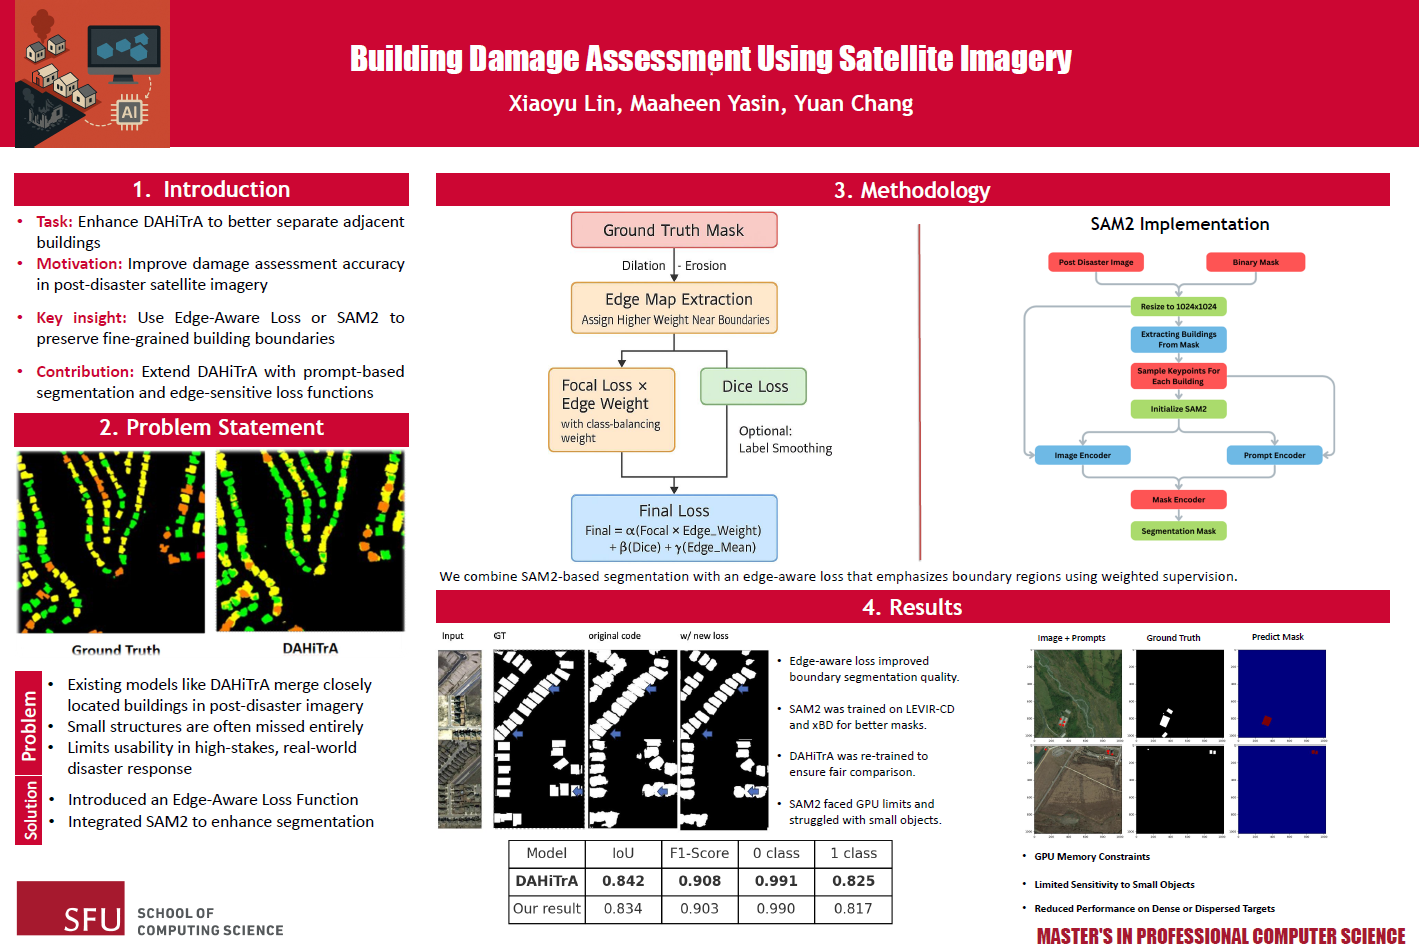 AI
Building Damage Assessment Using Satellite Imagery
Xiaoyu Lin, Maaheen Yasin, Yuan Chang
1. Introduction
• Task: Enhance DAHiTrA to better separate adjacent
buildings
• Motivation: Improve damage assessment accuracy
in post-disaster satellite imagery
• Key insight: Use Edge-Aware Loss or SAM2 to
preserve fine-grained building boundaries
• Contribution: Extend DAHiTrA with prompt-based
segmentation and edge-sensitive loss functions
2. Problem Statement
Ground Truth
DAHiTrA
Problem
• Existing models like DAHiTrA merge closely
located buildings in post-disaster imagery
• Small structures are often missed entirely
• Limits usability in high-stakes, real-world
disaster response
Solution
• Introduced an Edge-Aware Loss Function
• Integrated SAM2 to enhance segmentation
SFU
SCHOOL OF
COMPUTING SCIENCE
3. Methodology
Ground Truth Mask
Dilation - Erosion
Edge Map Extraction
Assign Higher Weight Near Boundaries
Focal Loss ×
Edge Weight
with class-balancing
weight
Dice Loss
Optional:
Label Smoothing
Final Loss
Final = α(Focal × Edge_Weight)
+ β(Dice) + γ(Edge_Mean)
SAM2 Implementation
Post Disaster Image
Binary Mask
Resize to 1024x1024
Extracting Buildings
From Mask
Sample Keypoints For
Each Building
Initialize SAM2
Image Encoder
Prompt Encoder
Mask Encoder
Segmentation Mask
We combine SAM2-based segmentation with an edge-aware loss that emphasizes boundary regions using weighted supervision.
4. Results
Input GT original code w/ new loss
• Edge-aware loss improved
boundary segmentation quality.
• SAM2 was trained on LEVIR-CD
and xBD for better masks.
• DAHiTrA was re-trained to
ensure fair comparison.
• SAM2 faced GPU limits and
struggled with small objects.
Model IoU F1-Score 0 class 1 class
DAHiTrA 0.842 0.908 0.991 0.825
Our result 0.834 0.903 0.990 0.817
Image + Prompts Ground Truth Predict Mask
• GPU Memory Constraints
• Limited Sensitivity to Small Objects
• Reduced Performance on Dense or Dispersed Targets
MASTER'S IN PROFESSIONAL COMPUTER SCIENCE